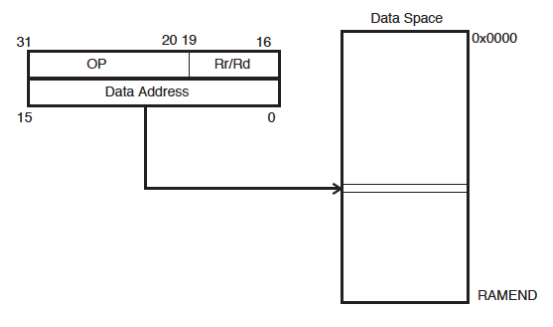 Data Space
0x0000
31 20 19 16
OP Rr/Rd
Data Address
15 0
RAMEND